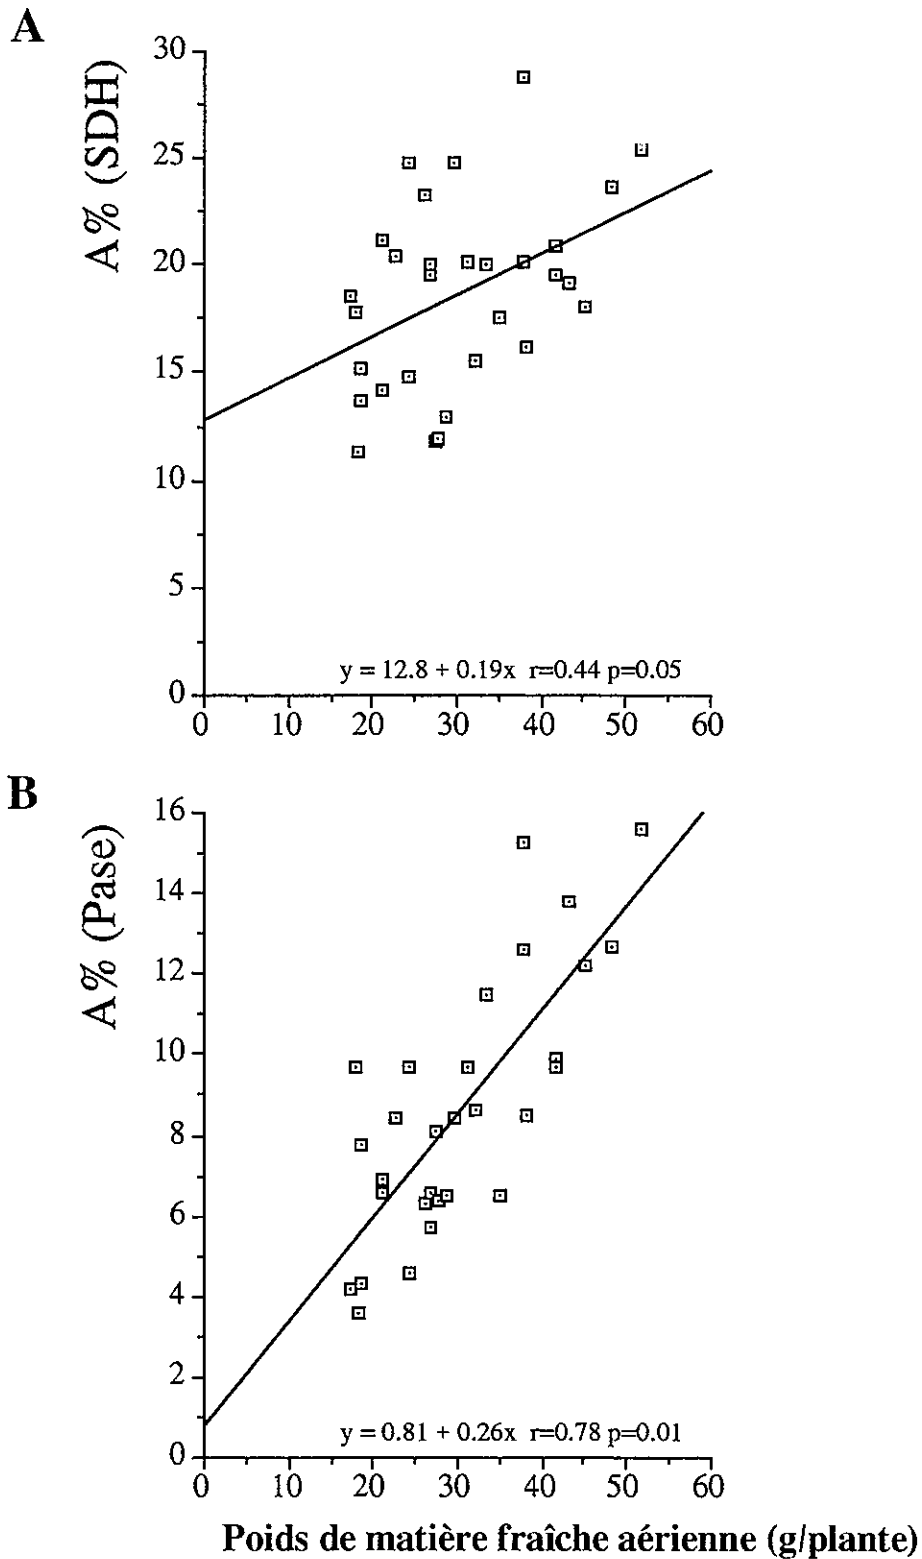 A
A% (SDH)
30
25
20
15
10
5
0
y = 12.8 + 0.19x r=0.44 p=0.05
0 10 20 30 40 50 60
B
A% (Pase)
16
14
12
10
8
6
4
2
0
y = 0.81 + 0.26x r=0.78 p=0.01
0 10 20 30 40 50 60
Poids de matière fraîche aérienne (g/plante)